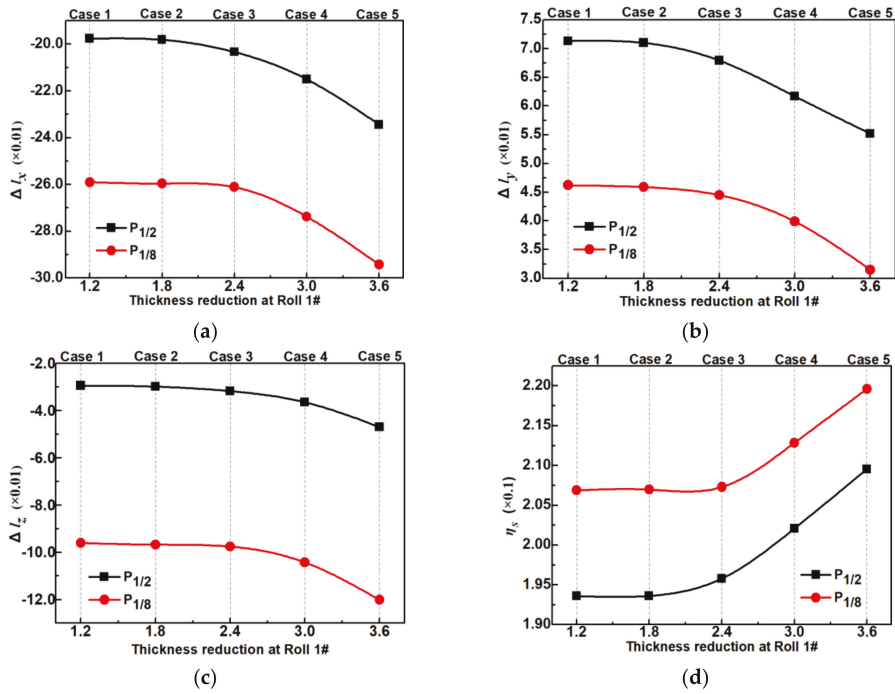 Case 1 Case 2 Case 3 Case 4 Case 5
-20.0
-22.0
-24.0
-26.0
-28.0
-30.0
Δ lx (×0.01)
P1/2
P1/8
1.2 1.8 2.4 3.0 3.6
Thickness reduction at Roll 1#
(a)
Case 1 Case 2 Case 3 Case 4 Case 5
7.5
7.0
6.5
6.0
5.5
5.0
4.5
4.0
3.5
3.0
Δ ly (×0.01)
P1/2
P1/8
1.2 1.8 2.4 3.0 3.6
Thickness reduction at Roll 1#
(b)
Case 1 Case 2 Case 3 Case 4 Case 5
-2.0
-4.0
-6.0
-8.0
-10.0
-12.0
Δ lz (×0.01)
P1/2
P1/8
1.2 1.8 2.4 3.0 3.6
Thickness reduction at Roll 1#
(c)
Case 1 Case 2 Case 3 Case 4 Case 5
2.20
2.15
2.10
2.05
2.00
1.95
1.90
ηs (×0.1)
P1/2
P1/8
1.2 1.8 2.4 3.0 3.6
Thickness reduction at Roll 1#
(d)